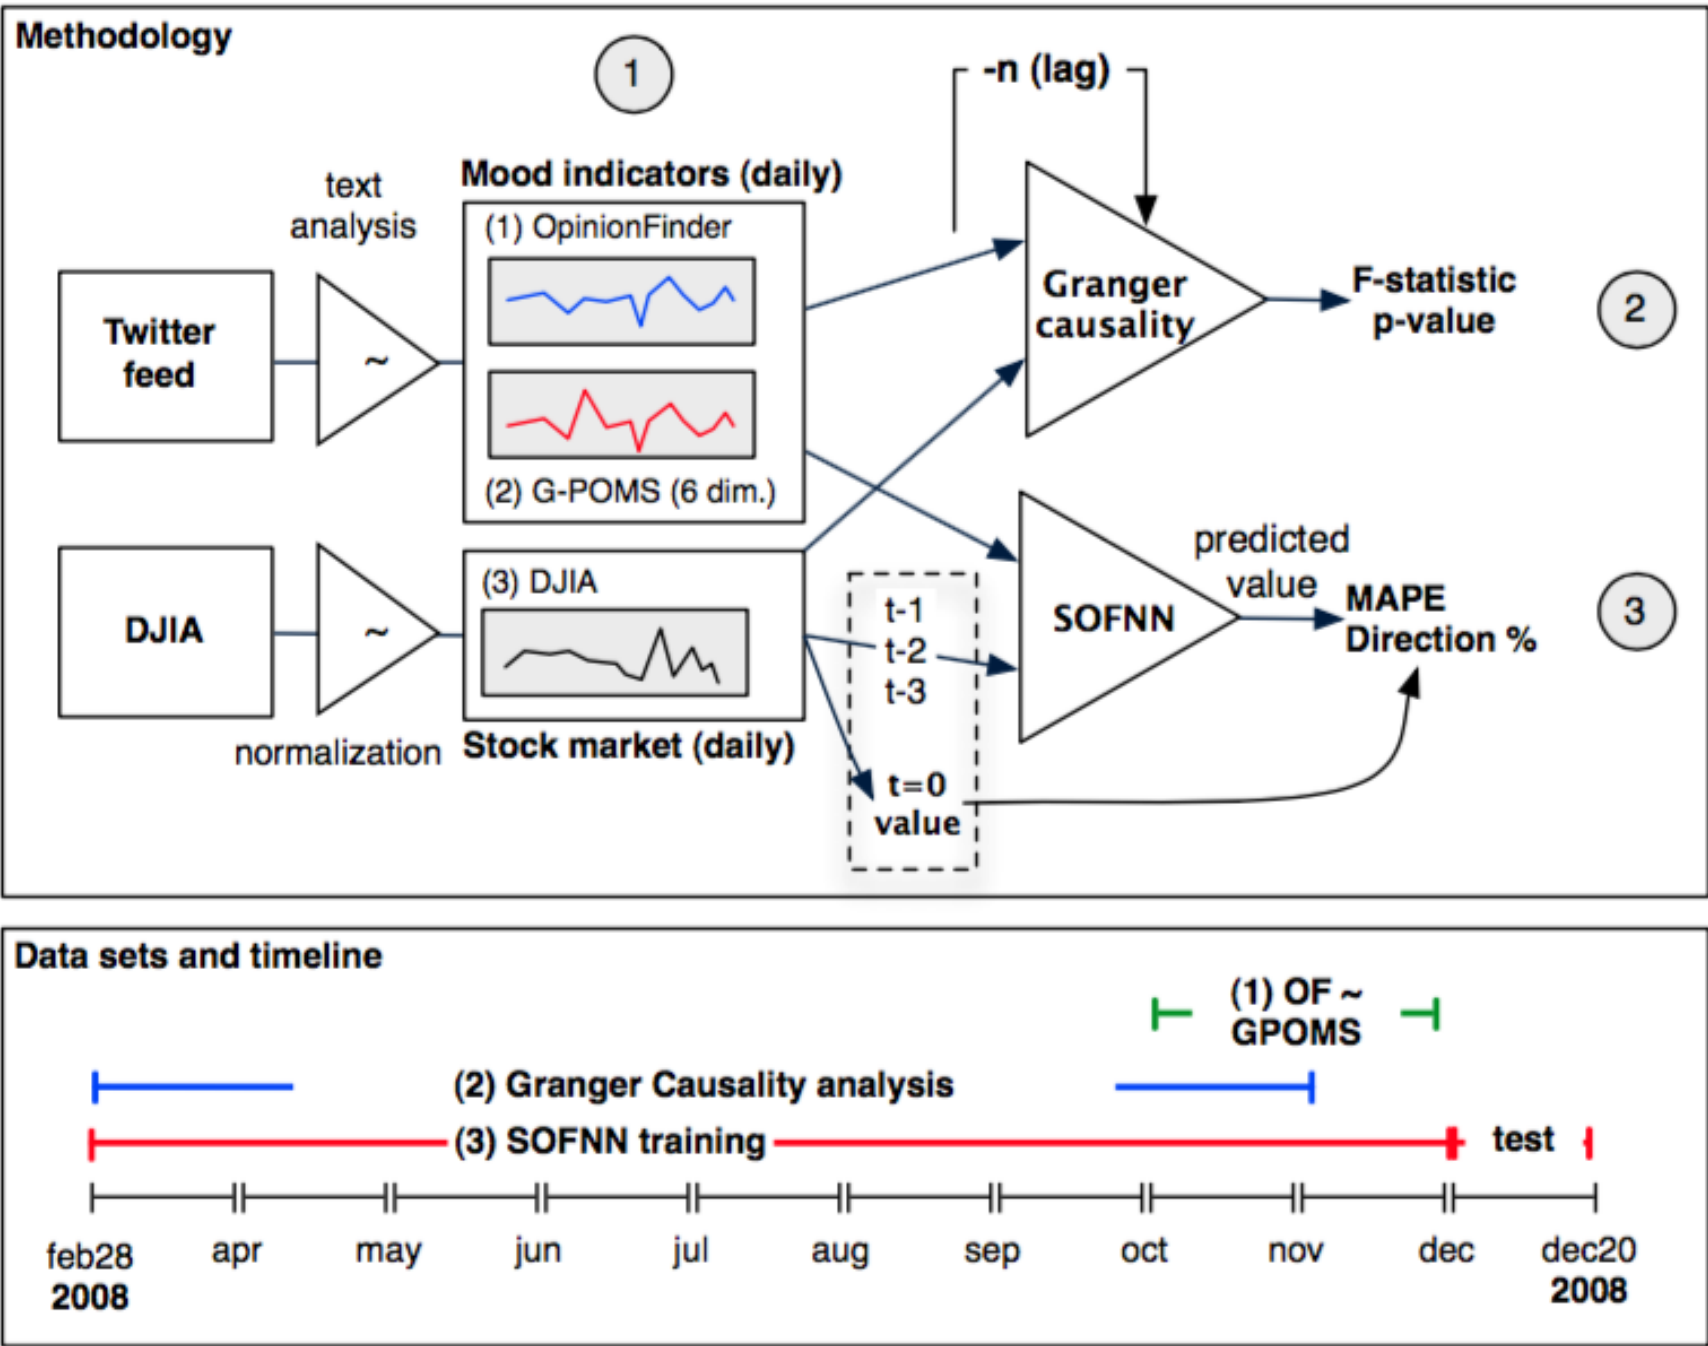 Methodology
1
-n (lag)
text
analysis
Mood indicators (daily)
(1) OpinionFinder
Twitter
feed
~
(2) G-POMS (6 dim.)
Granger
causality
F-statistic
p-value
2
DJIA
~
normalization
(3) DJIA
Stock market (daily)
t-1
t-2
t-3
t=0
value
SOFNN
predicted
value
MAPE
Direction %
3
Data sets and timeline
(1) OF ~
GPOMS
(2) Granger Causality analysis
(3) SOFNN training
test
feb28 apr may jun jul aug sep oct nov dec dec20
2008 2008